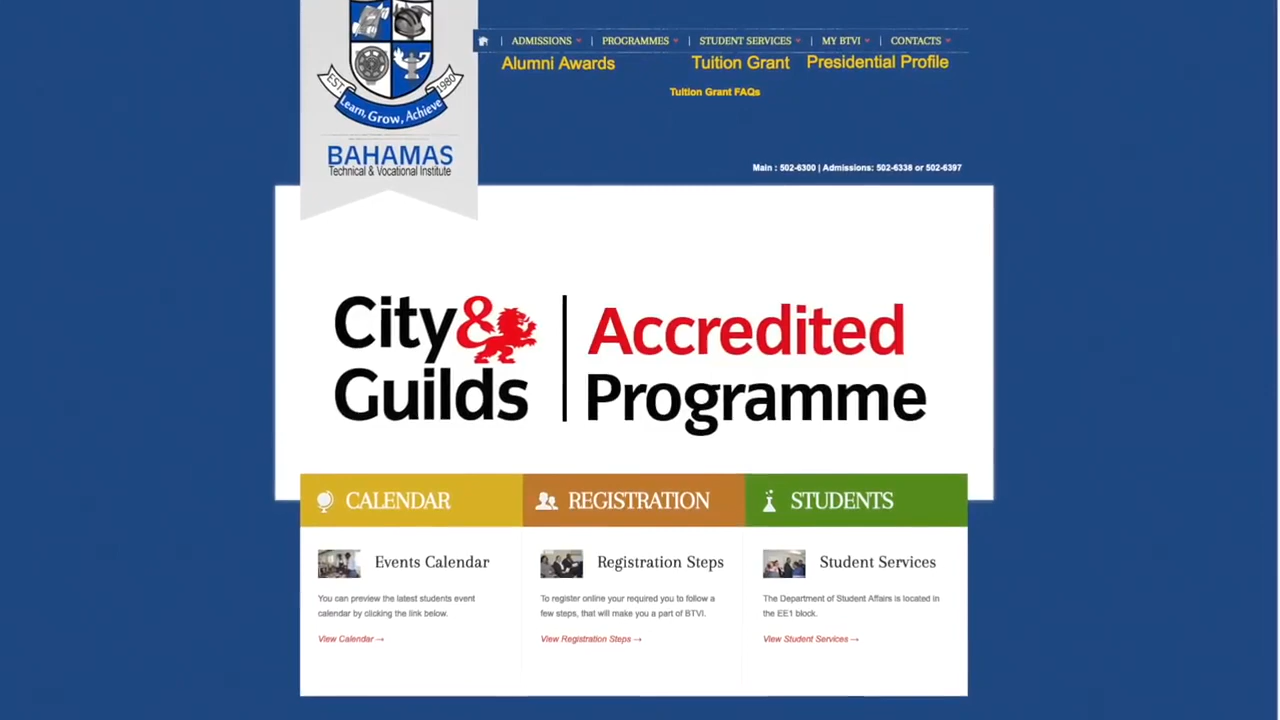 ADMISSIONS | PROGRAMMES | STUDENT SERVICES | MY BTVI | CONTACTS
Alumni Awards Tuition Grant Presidential Profile
Tuition Grant FAQs
EST. 1980
Learn, Grow, Achieve
BAHAMAS
Technical & Vocational Institute
Main : 502-6300 | Admissions: 502-6338 or 502-6397
City & Guilds
Accredited
Programme
CALENDAR
Events Calendar
You can preview the latest students event
calendar by clicking the link below.
View Calendar →
REGISTRATION
Registration Steps
To register online your required you to follow a
few steps, that will make you a part of BTVI.
View Registration Steps →
STUDENTS
Student Services
The Department of Student Affairs is located in
the EE1 block.
View Student Services →